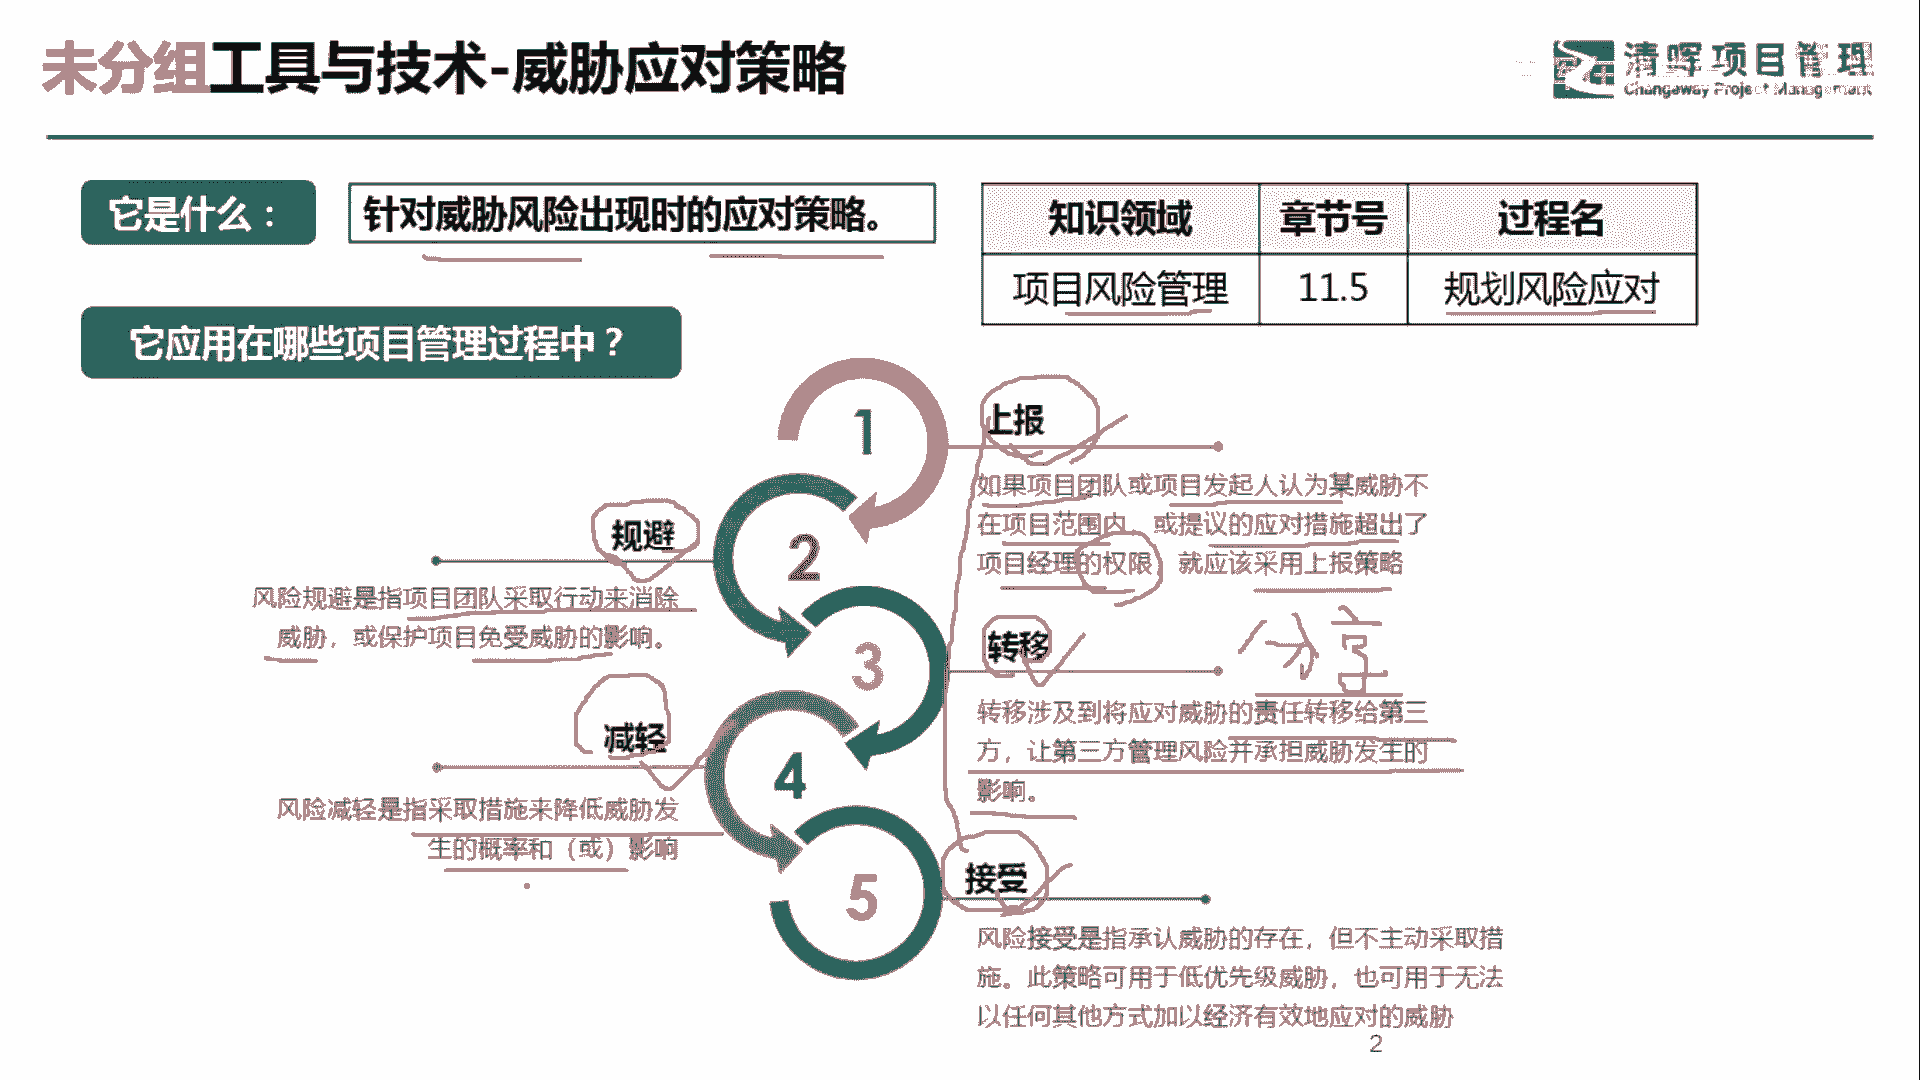 未分组工具与技术-威胁应对策略
清晖项目管理
Changeway Project Management
它是什么：
针对威胁风险出现时的应对策略。
知识领域 章节号 过程名
项目风险管理 11.5 规划风险应对
它应用在哪些项目管理过程中？
1
上报
如果项目团队或项目发起人认为某威胁不
在项目范围内，或提议的应对措施超出了
项目经理的权限，就应该采用上报策略
2
规避
风险规避是指项目团队采取行动来消除
威胁，或保护项目免受威胁的影响。
3
转移
分享
转移涉及到将应对威胁的责任转移给第三
方，让第三方管理风险并承担威胁发生的
影响。
4
减轻
风险减轻是指采取措施来降低威胁发
生的概率和（或）影响
5
接受
风险接受是指承认威胁的存在，但不主动采取措
施。此策略可用于低优先级威胁，也可用于无法
以任何其他方式加以经济有效地应对的威胁
2